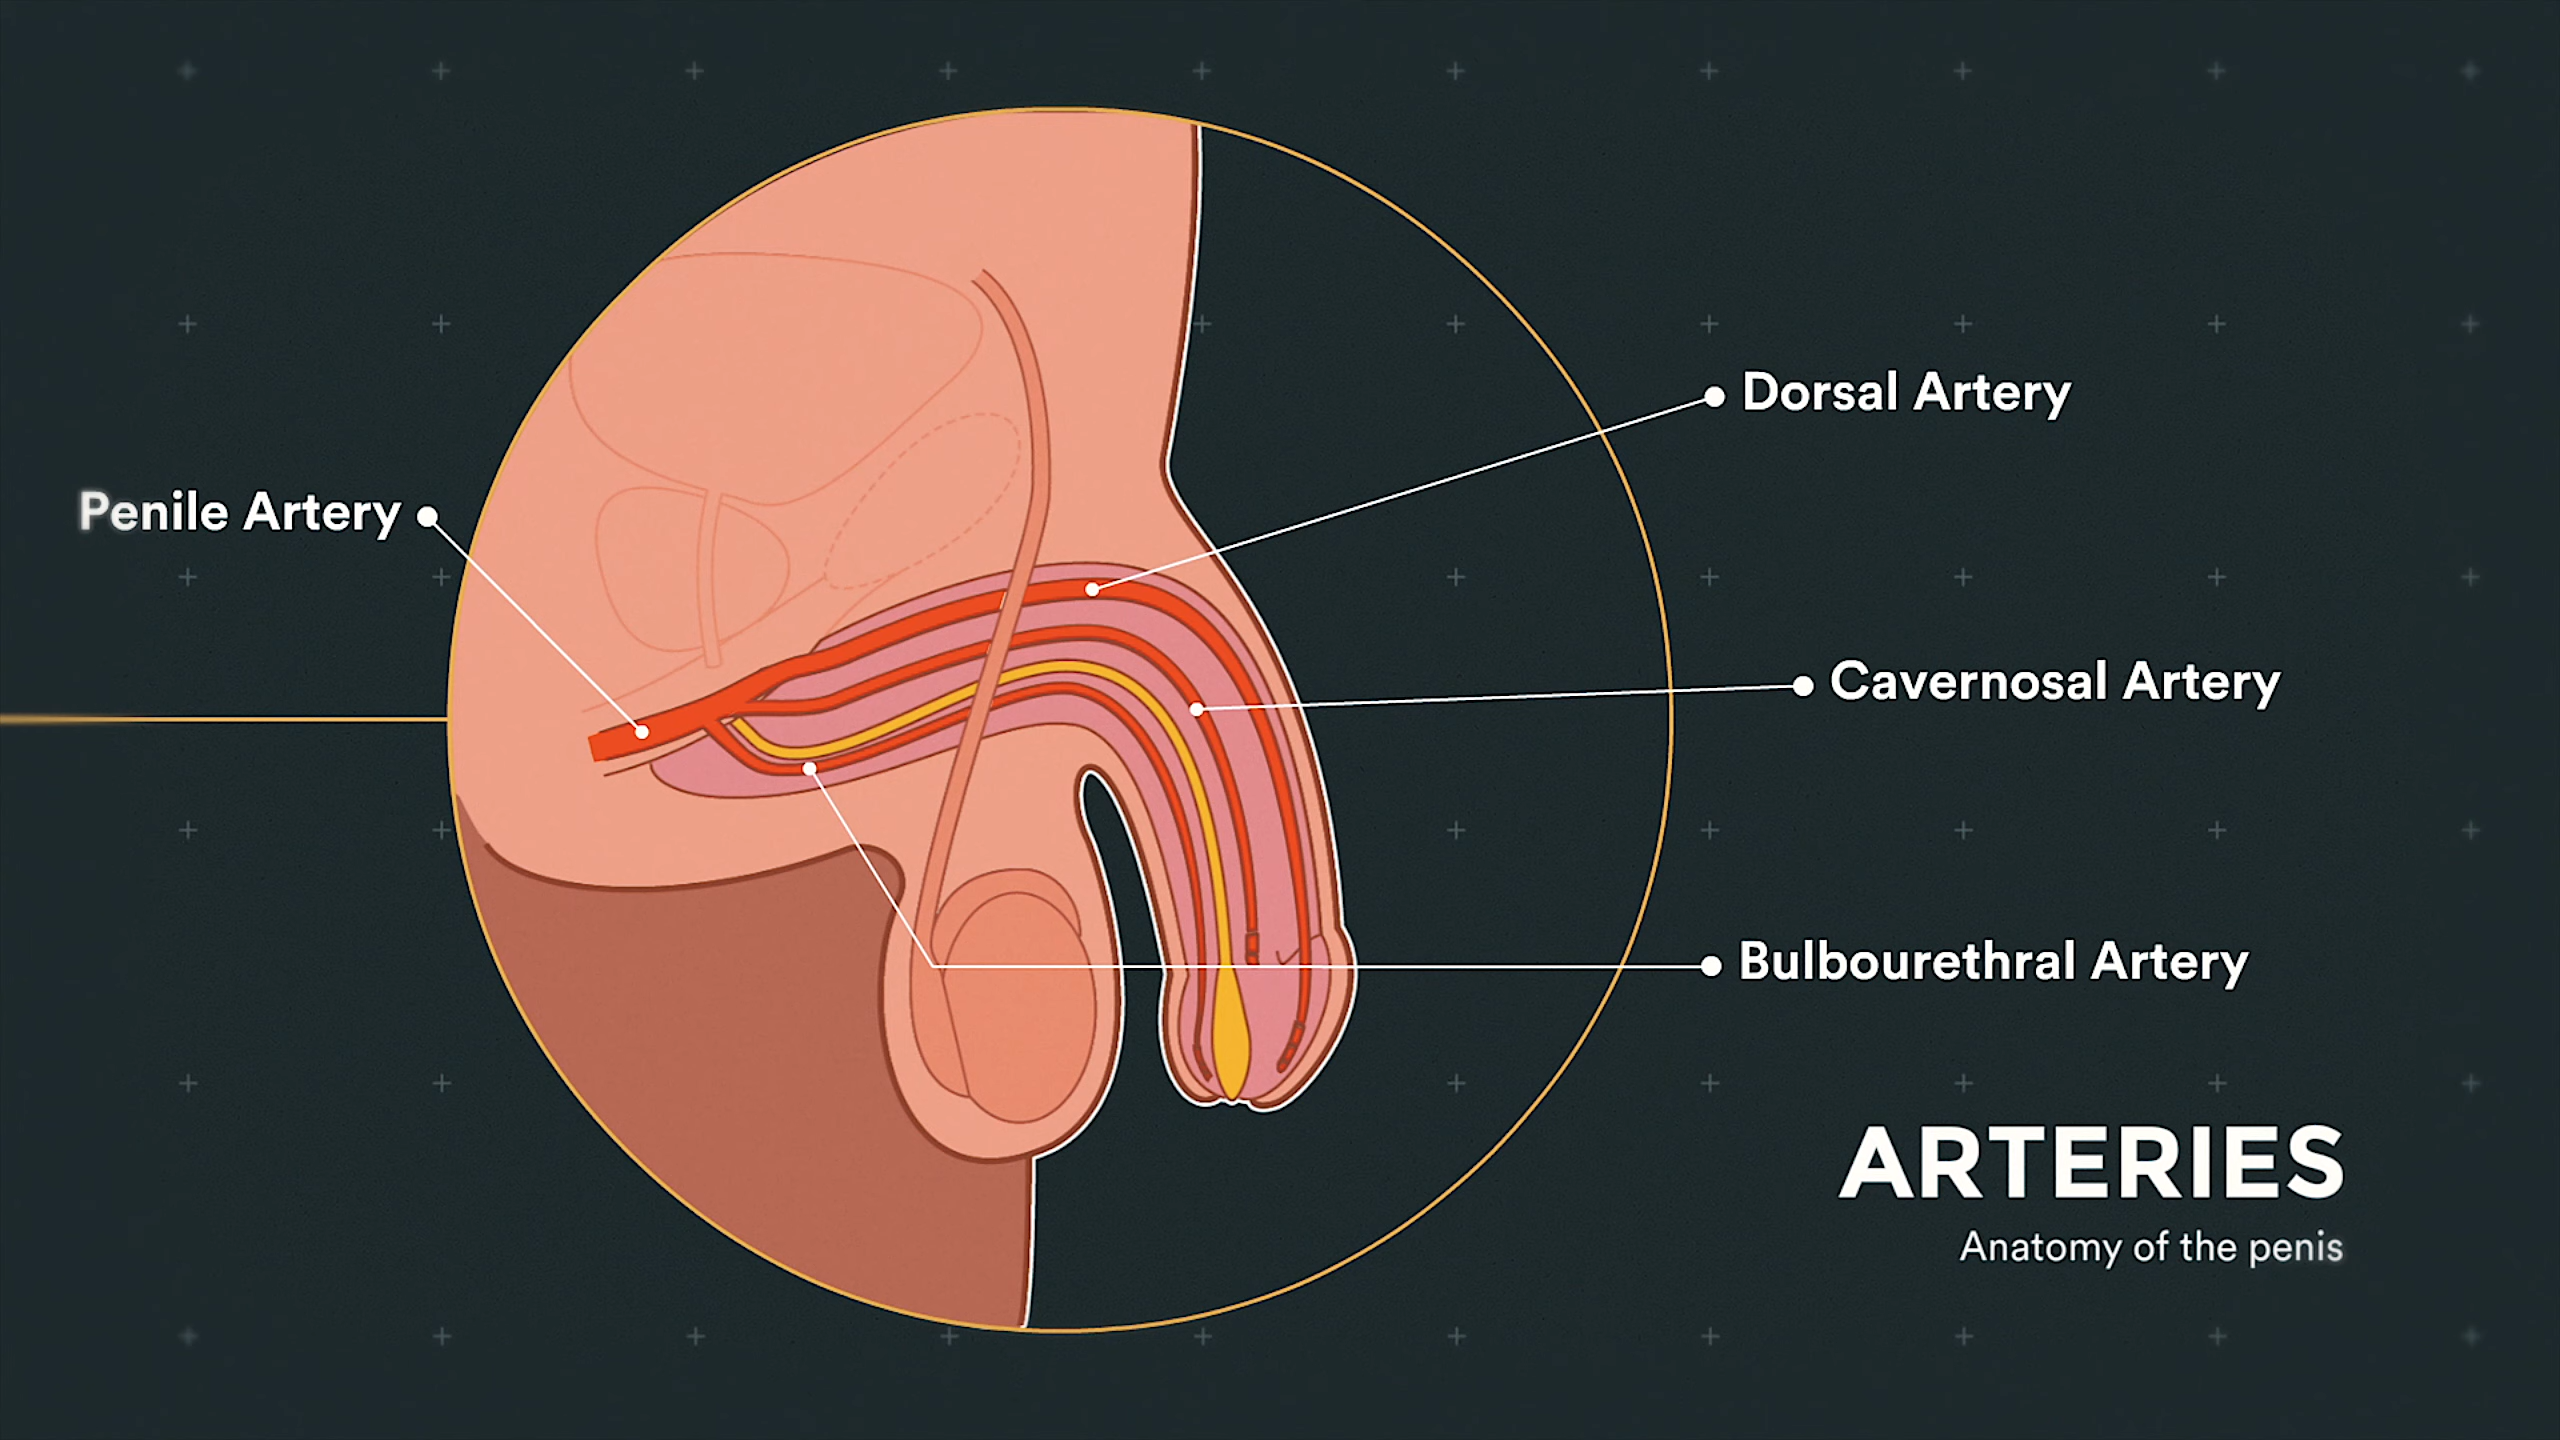 Dorsal Artery
Penile Artery
Cavernosal Artery
Bulbourethral Artery
ARTERIES
Anatomy of the penis